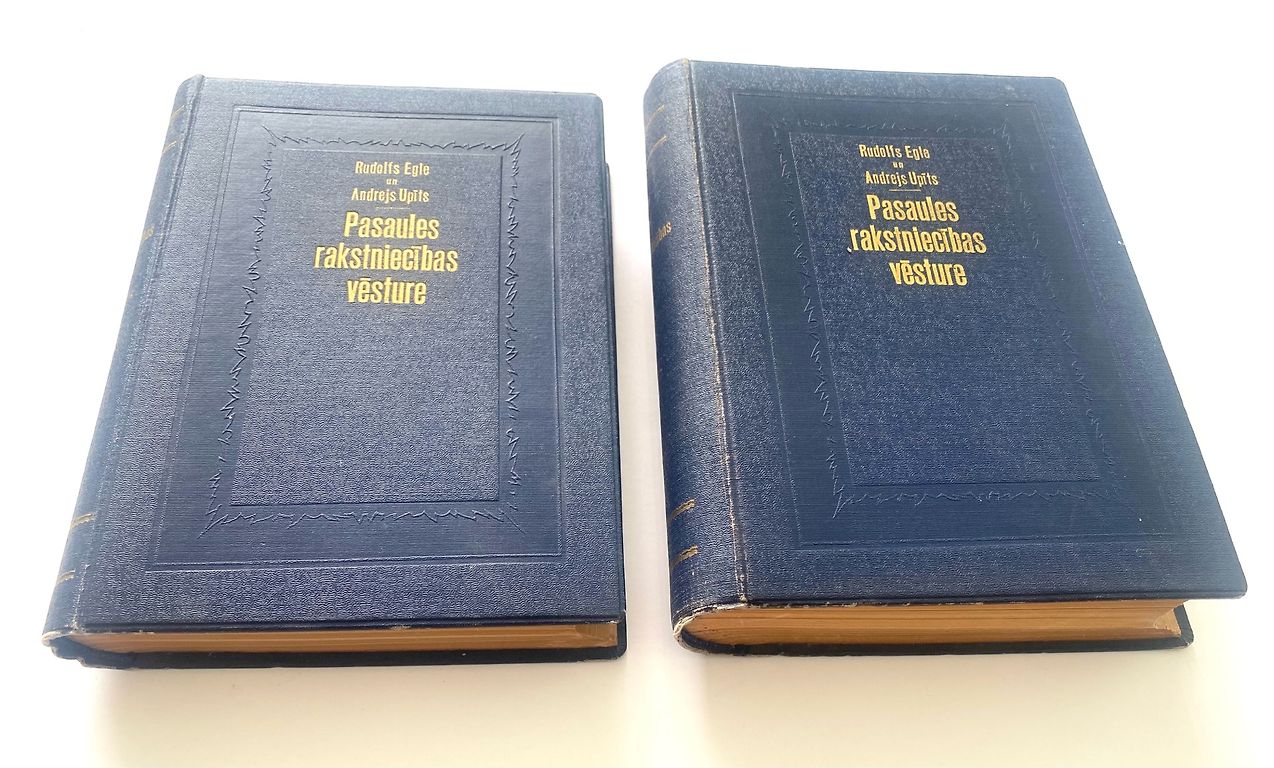 Rudolfs Egle
un
Andrejs Upīts
Pasaules
rakstniecības
vēsture
Rudolfs Egle
un
Andrejs Upīts
Pasaules
rakstniecības
vēsture